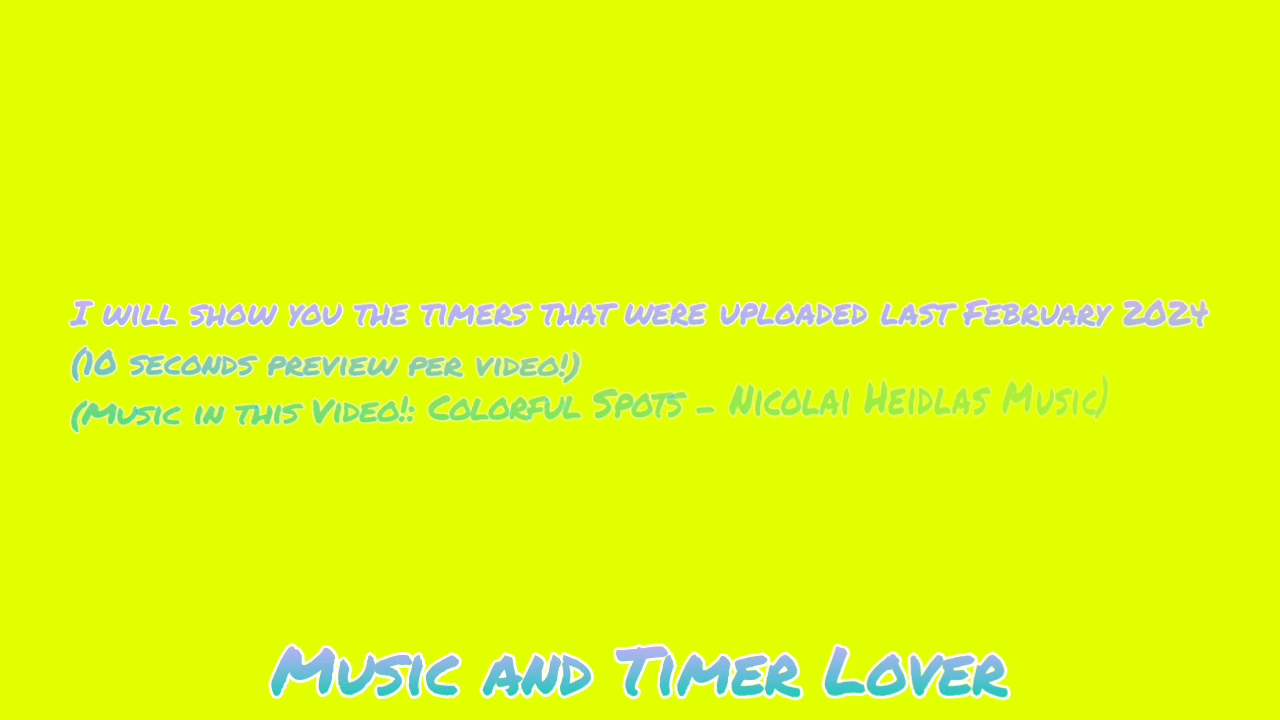 I will show you the timers that were uploaded last February 2024
(10 seconds preview per video!)
(Music in this Video!: Colorful Spots - Nicolai Heidlas Music)
Music and Timer Lover